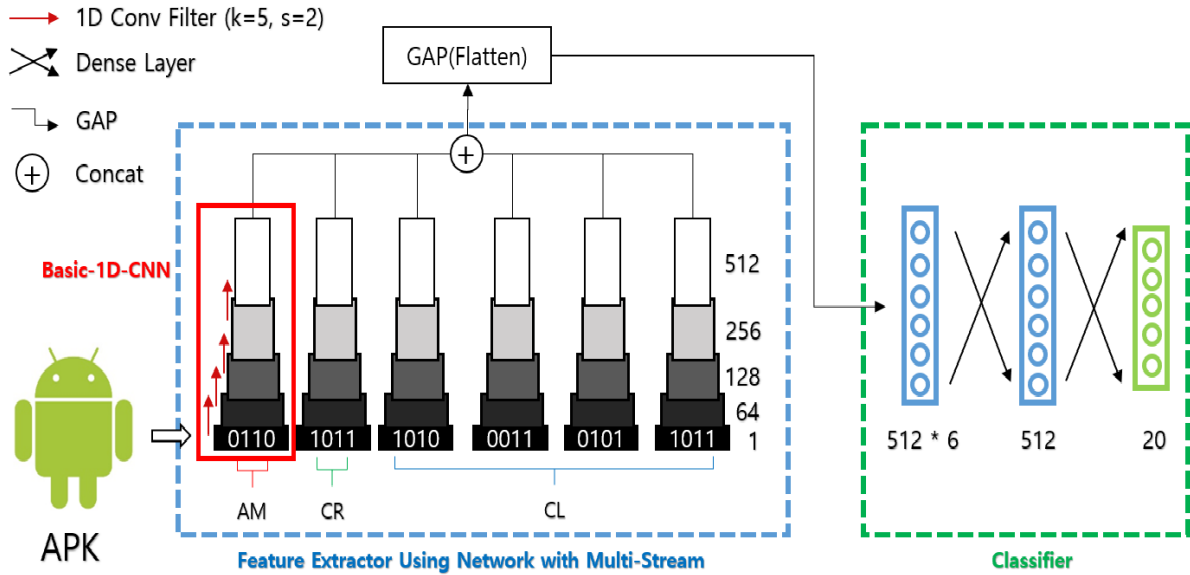 1D Conv Filter (k=5, s=2)
Dense Layer
GAP
Concat
GAP(Flatten)
Basic-1D-CNN
512
256
128
64
1
0110 1011 1010 0011 0101 1011
AM CR CL
APK
Feature Extractor Using Network with Multi-Stream
512 * 6 512 20
Classifier